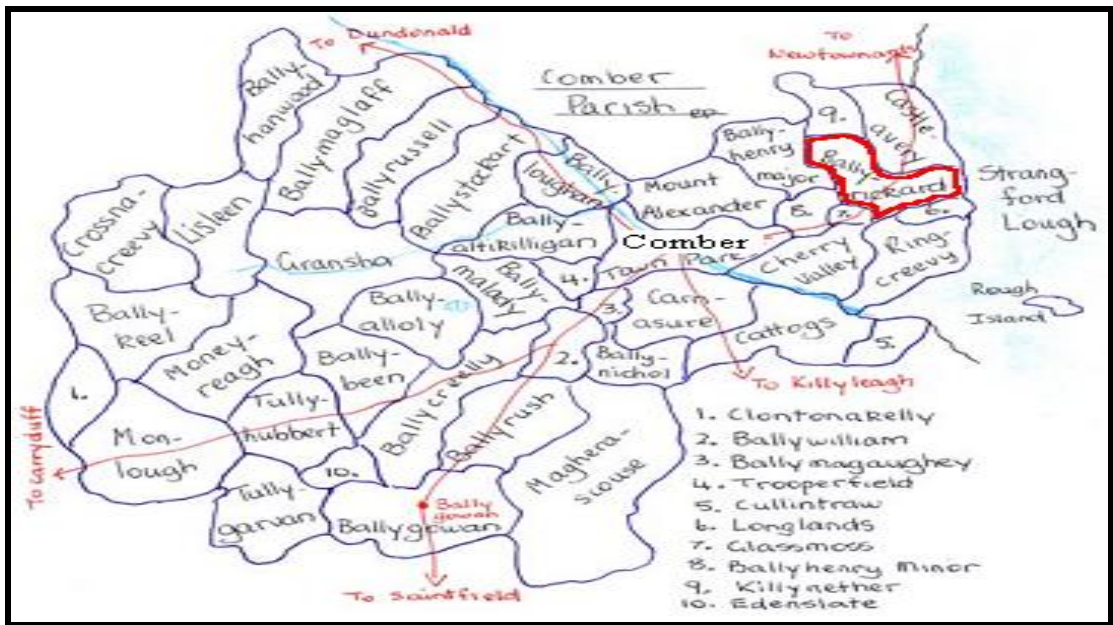 To Dundonald
To
Newtownards
Comber
Parish
Bally-
hanwood
Ballymaglaff
Ballyrussell
Ballystockart
loughan
Bally-
Bally-
henry
major
9.
Castle-
avery
Bally-
rickard
Strang-
ford
Lough
Mount
Alexander
8.
7.
6.
Crossna-
creevy
Lisleen
Gransha
Bally-
altikilligan
Comber
Town Park
Cherry
Valley
Ring-
creevy
Rough
Island
Bally-
malady
4.
3.
Carn-
asure
Cattogs
5.
Bally-
keel
Bally-
alloly
Money-
reagh
Bally-
been
2.
Bally-
nichol
To Killyleagh
1.
Mon-
lough
Tully-
hubbert
Ballycreelly
Ballyrush
Maghera-
scouse
To Carryduff
10.
Tully-
garvan
Bally
gowan
Ballygowan
To Saintfield
1. Clontonakelly
2. Ballywilliam
3. Ballymagaughey
4. Trooperfield
5. Cullintraw
6. Longlands
7. Glassmoss
8. Ballyhenry Minor
9. Killynether
10. Edenslate